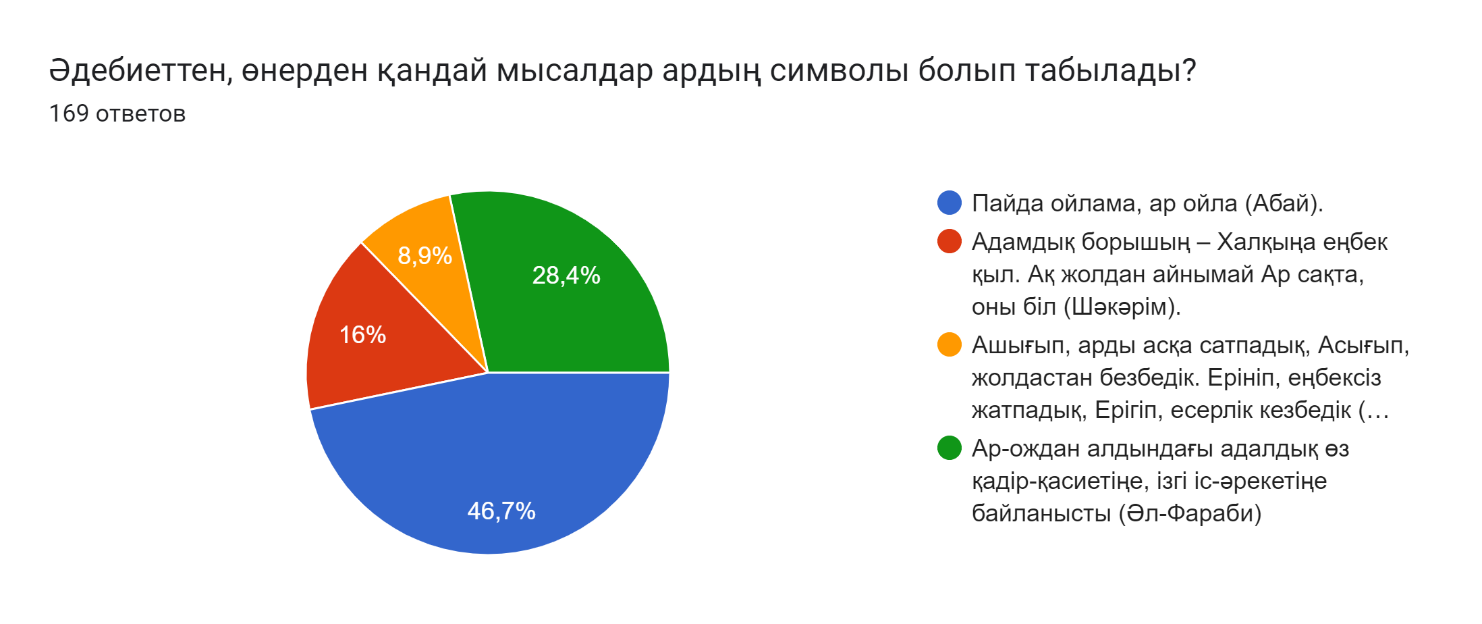 Әдебиеттен, өнерден қандай мысалдар ардың символы болып табылады?
169 ответов
Пайда ойлама, ар ойла (Абай).
Адамдық борышың – Халқыңа еңбек
қыл. Ақ жолдан айнымай Ар сақта,
оны біл (Шәкәрім).
Ашығып, арды асқа сатпадық, Асығып,
жолдастан безбедік. Ерініп, еңбексіз
жатпадық, Ерігіп, есерлік кезбедік (…
Ар-ождан алдындағы адалдық өз
қадір-қасиетіңе, ізгі іс-әрекетіңе
байланысты (Әл-Фараби)
8,9%
28,4%
16%
46,7%